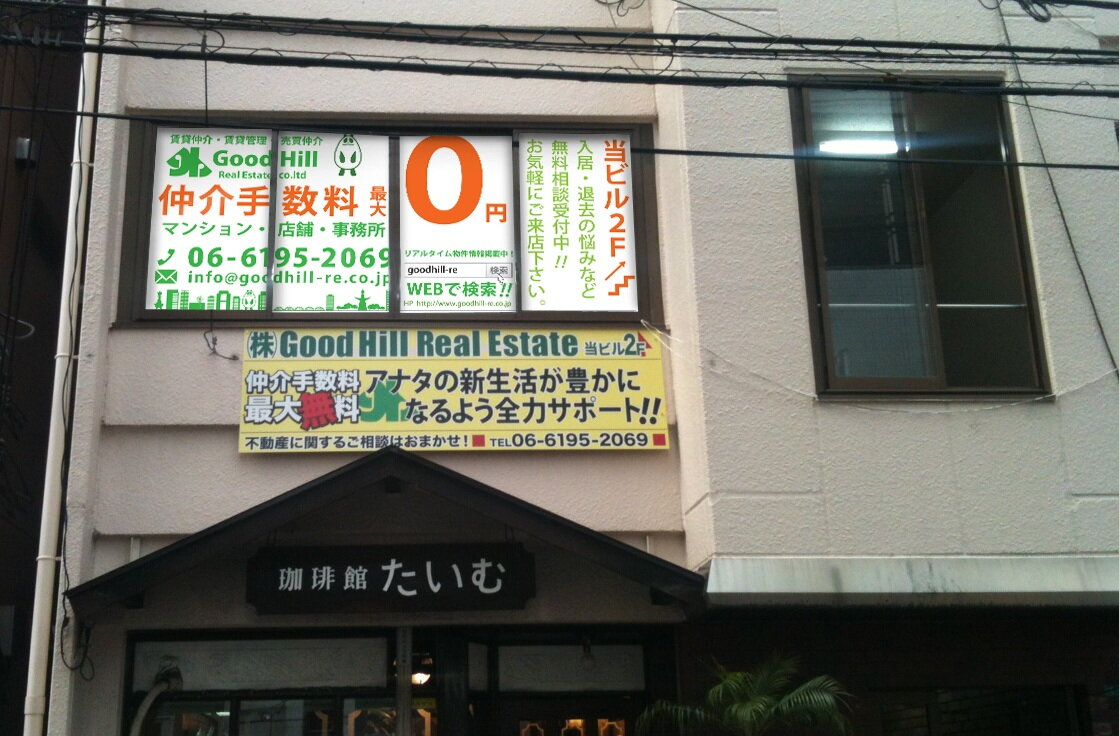 賃貸仲介・賃貸管理・売買仲介
Good Hill
Real Estate co.ltd
仲介手数料 最大
マンション・店舗・事務所
06-6195-2069
info@goodhill-re.co.jp
0円
リアルタイム物件情報掲載中！
goodhill-re 検索
WEBで検索!!
HP http://www.goodhill-re.co.jp
当ビル2F
入居・退去の悩みなど
無料相談受付中!!
お気軽にご来店下さい。
㈱Good Hill Real Estate 当ビル2F
仲介手数料
最大無料
アナタの新生活が豊かに
なるよう全力サポート!!
不動産に関するご相談はおまかせ！ TEL06-6195-2069
珈琲館 たいむ